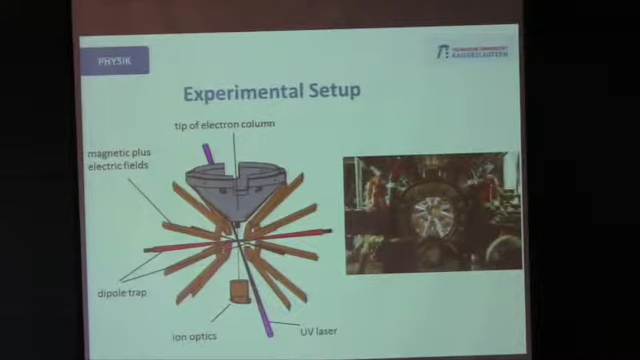 PHYSIK
TECHNISCHE UNIVERSITÄT
KAISERSLAUTERN
Experimental Setup
tip of electron column
magnetic plus
electric fields
dipole trap
ion optics
UV laser